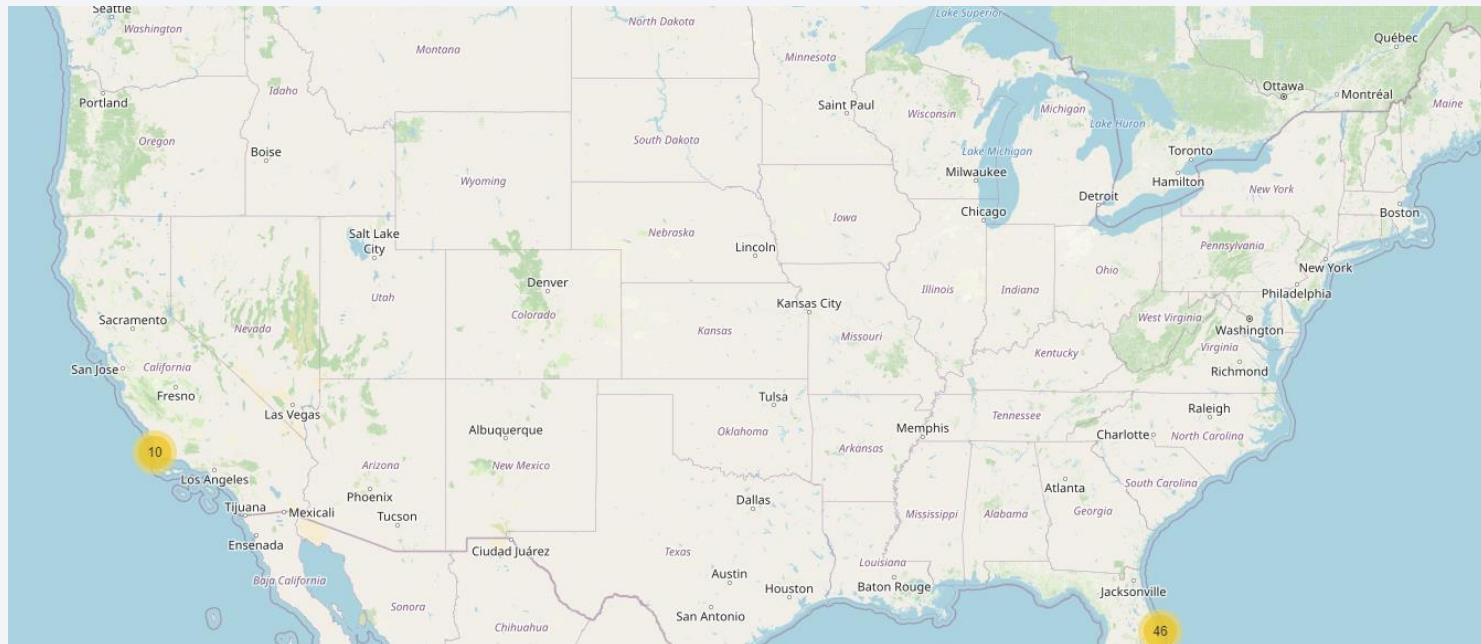 Seattle
Washington
Montana
North Dakota
Minnesota
Lake Superior
Québec
Ottawa
Montréal
Maine
Portland
Idaho
Oregon
Boise
Saint Paul
Wisconsin
Michigan
Lake Huron
South Dakota
Lake Michigan
Toronto
Wyoming
Milwaukee
Hamilton
Detroit
New York
Chicago
Boston
Iowa
Salt Lake
City
Nebraska
Lincoln
Pennsylvania
New York
Ohio
Denver
Utah
Illinois
Indiana
Philadelphia
Kansas City
Colorado
West Virginia
Sacramento
Nevada
Kansas
Missouri
Washington
Virginia
Kentucky
San Jose
California
Richmond
Fresno
Tulsa
Las Vegas
Raleigh
Tennessee
Albuquerque
Oklahoma
Memphis
Charlotte
North Carolina
10
Arkansas
Arizona
New Mexico
Los Angeles
South Carolina
Atlanta
Phoenix
Dallas
Tijuana
Mexicali
Tucson
Mississippi
Alabama
Georgia
Ensenada
Ciudad Juárez
Texas
Louisiana
Baja California
Austin
Houston
Baton Rouge
Jacksonville
Sonora
San Antonio
Chihuahua
46